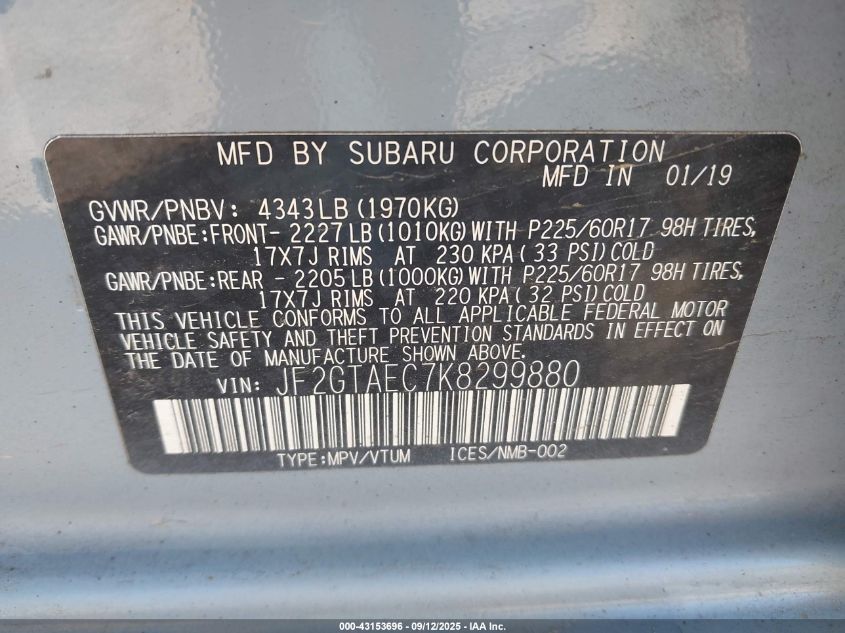 MFD BY SUBARU CORPORATION
MFD IN 01/19
GVWR/PNBV: 4343LB(1970KG)
GAWR/PNBE:FRONT- 2227LB(1010KG)WITH P225/60R17 98H TIRES,
17X7J RIMS AT 230 KPA(33 PSI)COLD
GAWR/PNBE:REAR - 2205LB(1000KG)WITH P225/60R17 98H TIRES,
17X7J RIMS AT 220 KPA(32 PSI)COLD
THIS VEHICLE CONFORMS TO ALL APPLICABLE FEDERAL MOTOR
VEHICLE SAFETY AND THEFT PREVENTION STANDARDS IN EFFECT ON
THE DATE OF MANUFACTURE SHOWN ABOVE.
VIN: JF2GTAEC7K8299880
TYPE:MPV/VTUM ICES/NMB-002
000-43153696 - 09/12/2025 - IAA Inc.